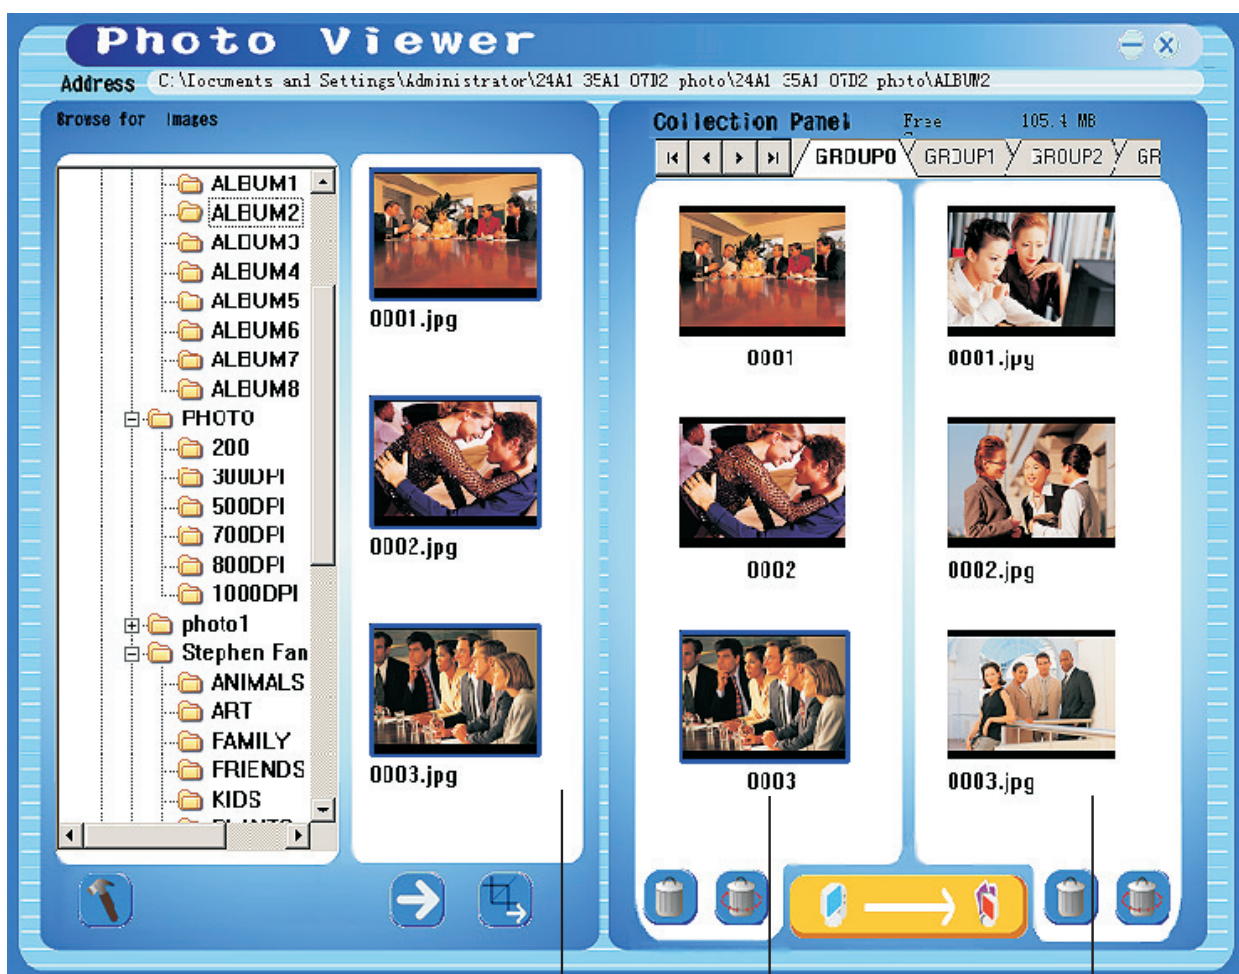 Photo Viewer
Address C:\Documents and Settings\Administrator\24A1 35A1 07D2 photo\24A1 35A1 07D2 photo\ALBUM2
Browse for Images
Collection Panel Free 105.4 MB
GROUP0 GROUP1 GROUP2 GR
ALBUM1
ALBUM2
ALBUM3
ALBUM4
ALBUM5
ALBUM6
ALBUM7
ALBUM8
PHOTO
200
300DPI
500DPI
700DPI
800DPI
1000DPI
photo1
Stephen Fan
ANIMALS
ART
FAMILY
FRIENDS
KIDS
0001.jpg
0002.jpg
0003.jpg
0001
0002
0003
0001.jpg
0002.jpg
0003.jpg